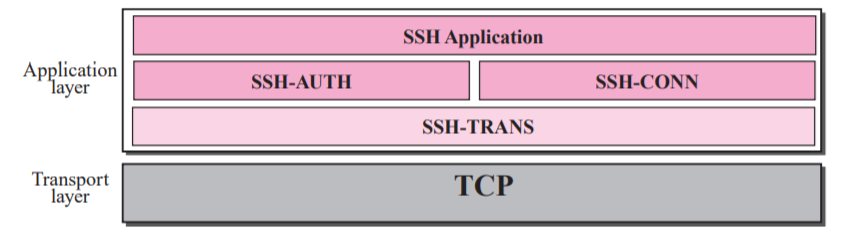 SSH Application
Application
layer
SSH-AUTH
SSH-CONN
SSH-TRANS
Transport
layer
TCP